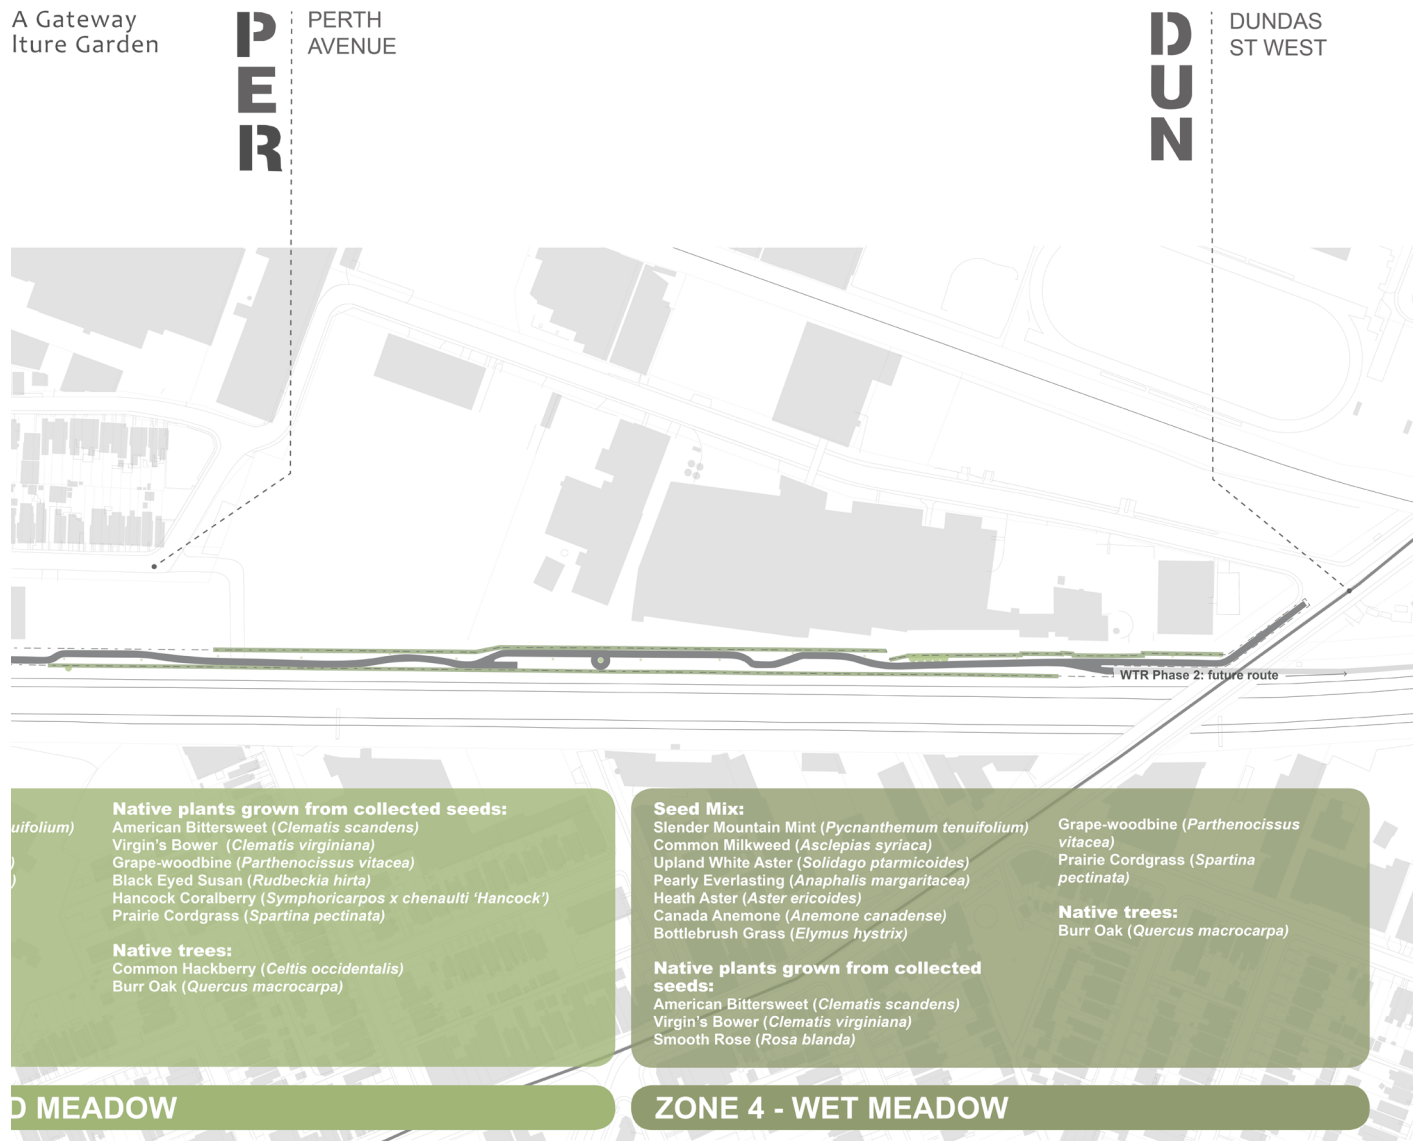 A Gateway
lture Garden
PER
PERTH
AVENUE
DUN
DUNDAS
ST WEST
WTR Phase 2: future route
uifolium)
)
)
Native plants grown from collected seeds:
American Bittersweet (Clematis scandens)
Virgin's Bower (Clematis virginiana)
Grape-woodbine (Parthenocissus vitacea)
Black Eyed Susan (Rudbeckia hirta)
Hancock Coralberry (Symphoricarpos x chenaulti ‘Hancock’)
Prairie Cordgrass (Spartina pectinata)
Native trees:
Common Hackberry (Celtis occidentalis)
Burr Oak (Quercus macrocarpa)
D MEADOW
Seed Mix:
Slender Mountain Mint (Pycnanthemum tenuifolium)
Common Milkweed (Asclepias syriaca)
Upland White Aster (Solidago ptarmicoides)
Pearly Everlasting (Anaphalis margaritacea)
Heath Aster (Aster ericoides)
Canada Anemone (Anemone canadense)
Bottlebrush Grass (Elymus hystrix)
Native plants grown from collected
seeds:
American Bittersweet (Clematis scandens)
Virgin's Bower (Clematis virginiana)
Smooth Rose (Rosa blanda)
Grape-woodbine (Parthenocissus
vitacea)
Prairie Cordgrass (Spartina
pectinata)
Native trees:
Burr Oak (Quercus macrocarpa)
ZONE 4 - WET MEADOW